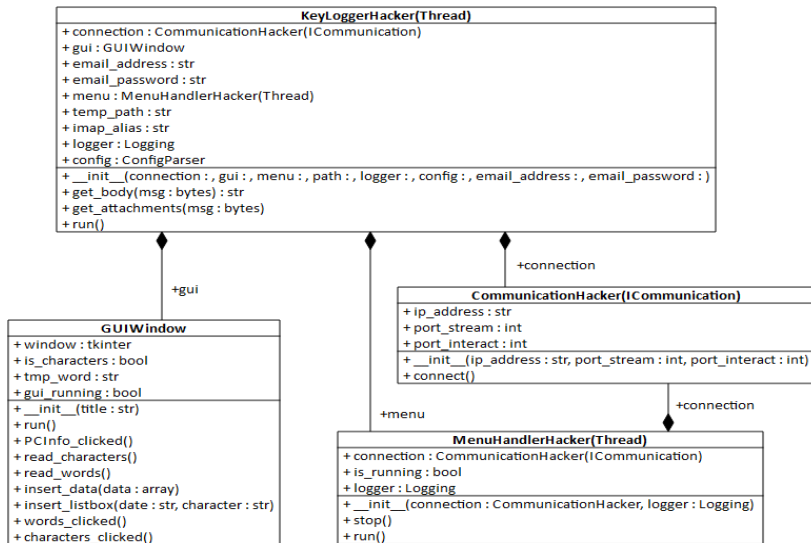 KeyLoggerHacker(Thread)
+ connection : CommunicationHacker(ICommunication)
+ gui : GUIWindow
+ email_address : str
+ email_password : str
+ menu : MenuHandlerHacker(Thread)
+ temp_path : str
+ imap_alias : str
+ logger : Logging
+ config : ConfigParser
+ __init__(connection : , gui : , menu : , path : , logger : , config : , email_address : , email_password : )
+ get_body(msg : bytes) : str
+ get_attachments(msg : bytes)
+ run()
+gui
+connection
+menu
GUIWindow
+ window : tkinter
+ is_characters : bool
+ tmp_word : str
+ gui_running : bool
+ __init__(title : str)
+ run()
+ PCInfo_clicked()
+ read_characters()
+ read_words()
+ insert_data(data : array)
+ insert_listbox(date : str, character : str)
+ words_clicked()
+ characters_clicked()
CommunicationHacker(ICommunication)
+ ip_address : str
+ port_stream : int
+ port_interact : int
+ __init__(ip_address : str, port_stream : int, port_interact : int)
+ connect()
+connection
MenuHandlerHacker(Thread)
+ connection : CommunicationHacker(ICommunication)
+ is_running : bool
+ logger : Logging
+ __init__(connection : CommunicationHacker, logger : Logging)
+ stop()
+ run()